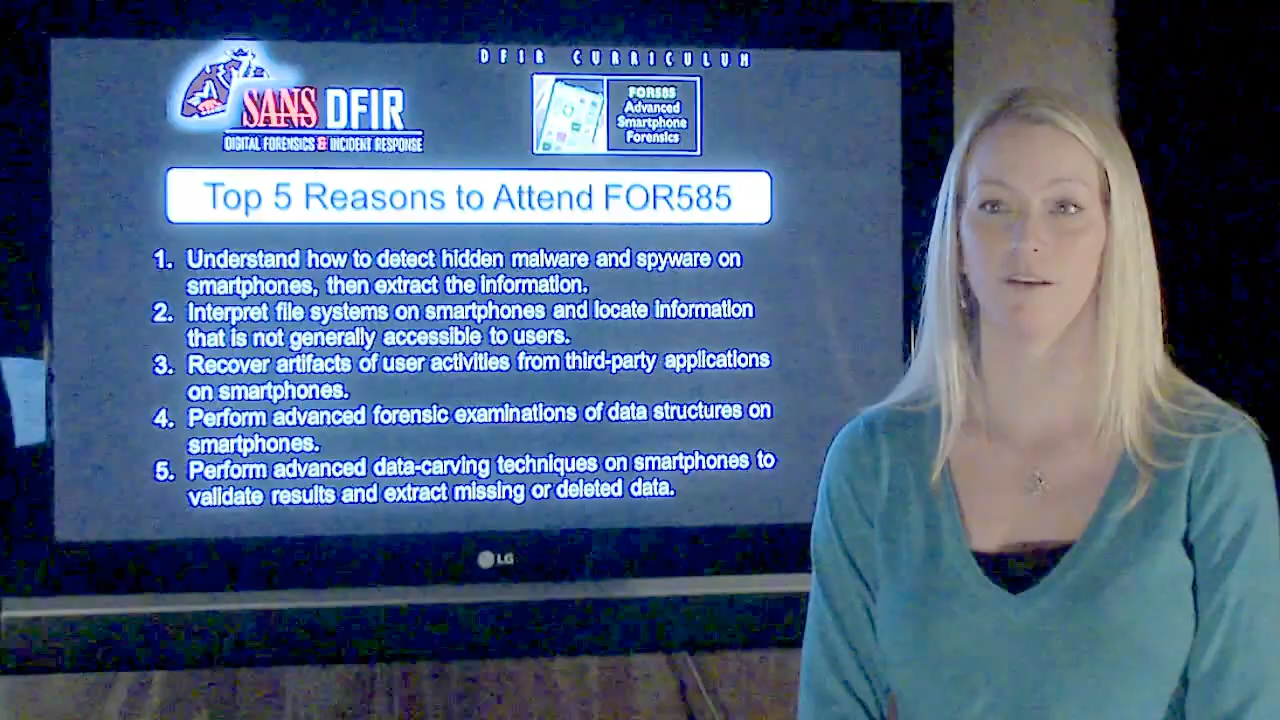 DFIR CURRICULUM
SANS DFIR
DIGITAL FORENSICS & INCIDENT RESPONSE
FOR585
Advanced
Smartphone
Forensics
Top 5 Reasons to Attend FOR585
1. Understand how to detect hidden malware and spyware on
smartphones, then extract the information.
2. Interpret file systems on smartphones and locate information
that is not generally accessible to users.
3. Recover artifacts of user activities from third-party applications
on smartphones.
4. Perform advanced forensic examinations of data structures on
smartphones.
5. Perform advanced data-carving techniques on smartphones to
validate results and extract missing or deleted data.
LG